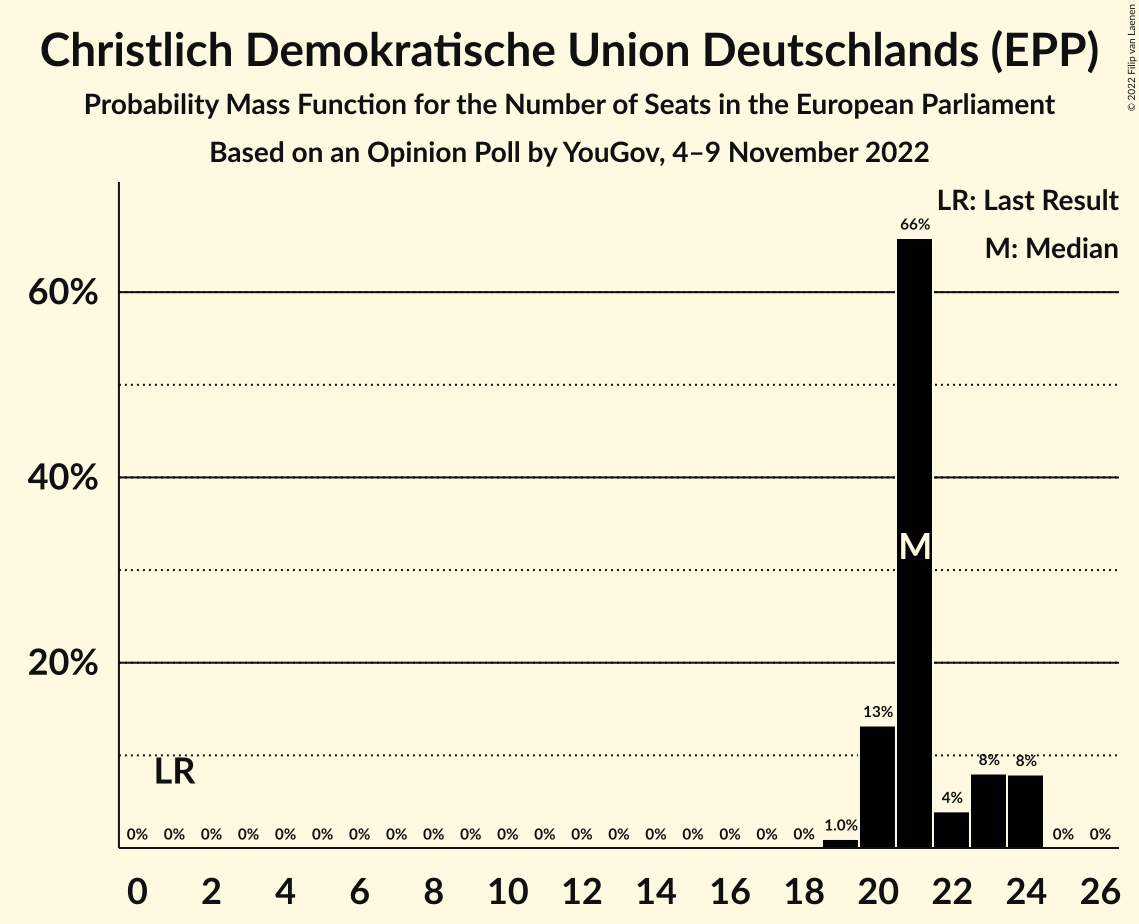 Christlich Demokratische Union Deutschlands (EPP)
Probability Mass Function for the Number of Seats in the European Parliament
Based on an Opinion Poll by YouGov, 4–9 November 2022
© 2022 Filip van Laenen
LR: Last Result
M: Median
66%
60%
40%
M
20%
13%
LR
8% 8%
4%
1.0%
0% 0% 0% 0% 0% 0% 0% 0% 0% 0% 0% 0% 0% 0% 0% 0% 0% 0% 0% 0% 0%
0 2 4 6 8 10 12 14 16 18 20 22 24 26